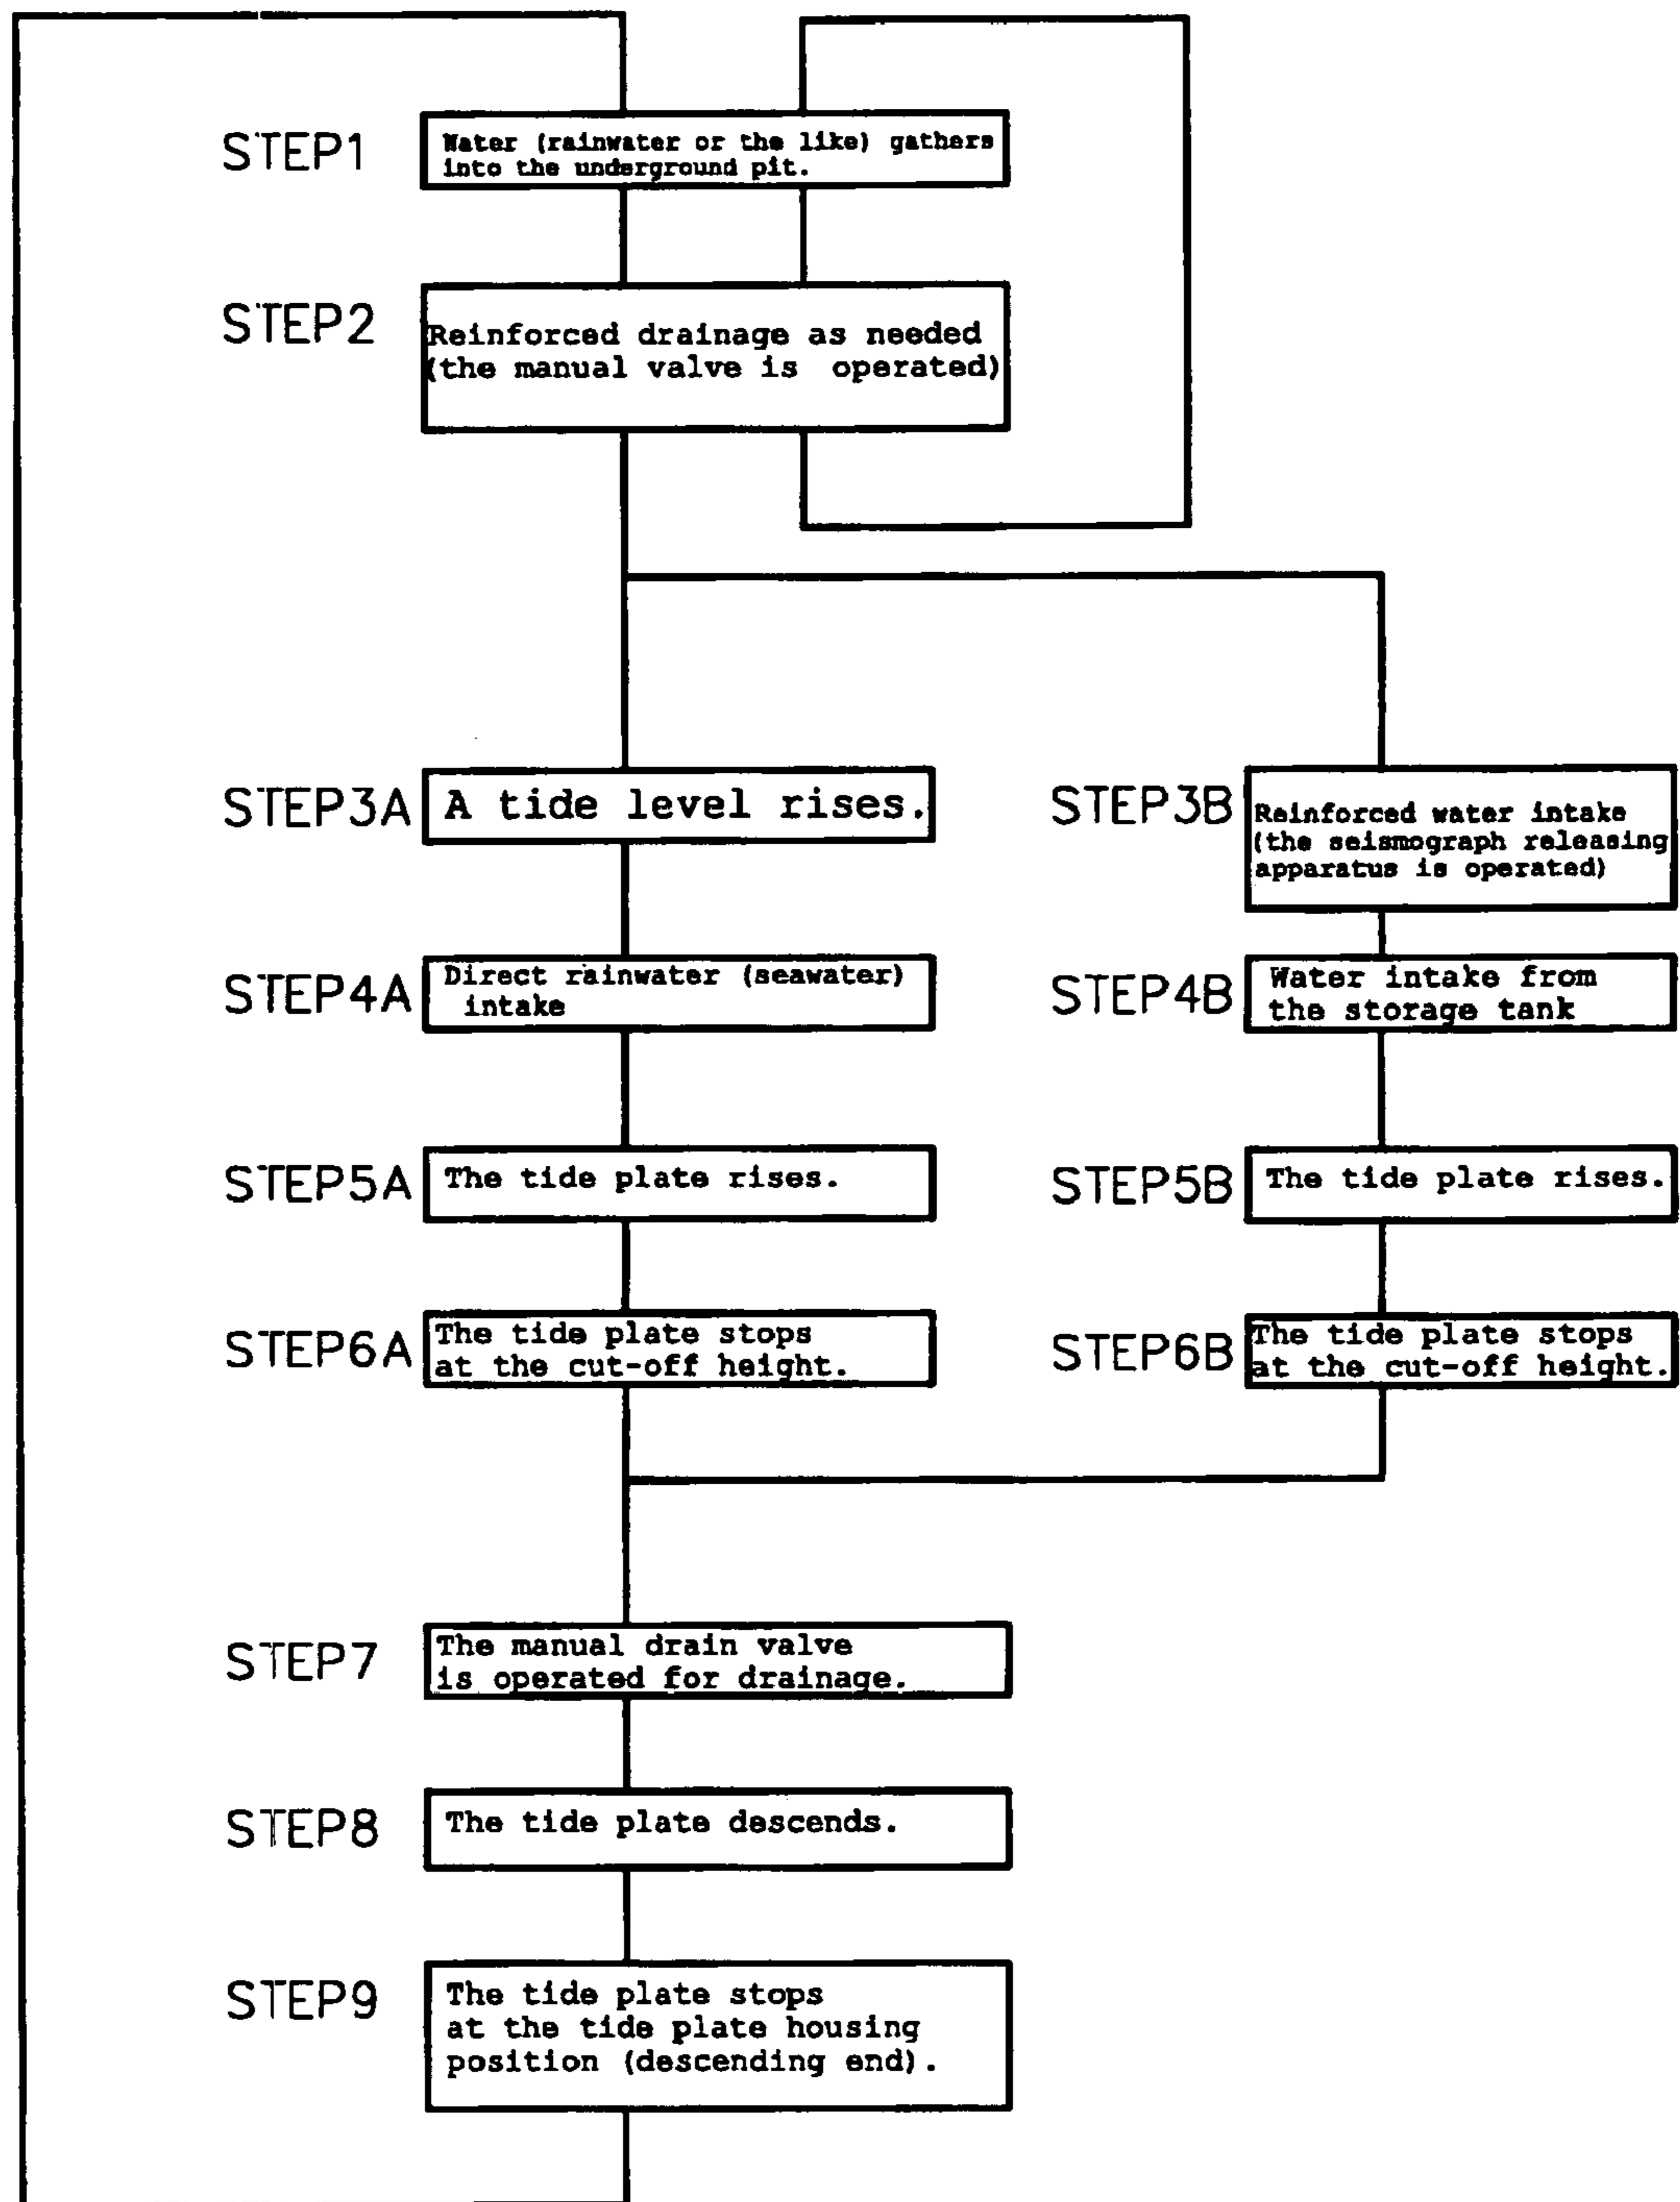 STEP1
Water (rainwater or the like) gathers
into the underground pit.
STEP2
Reinforced drainage as needed
(the manual valve is operated)
STEP3A
A tide level rises.
STEP3B
Reinforced water intake
(the seismograph releasing
apparatus is operated)
STEP4A
Direct rainwater (seawater)
intake
STEP4B
Water intake from
the storage tank
STEP5A
The tide plate rises.
STEP5B
The tide plate rises.
STEP6A
The tide plate stops
at the cut-off height.
STEP6B
The tide plate stops
at the cut-off height.
STEP7
The manual drain valve
is operated for drainage.
STEP8
The tide plate descends.
STEP9
The tide plate stops
at the tide plate housing
position (descending end).